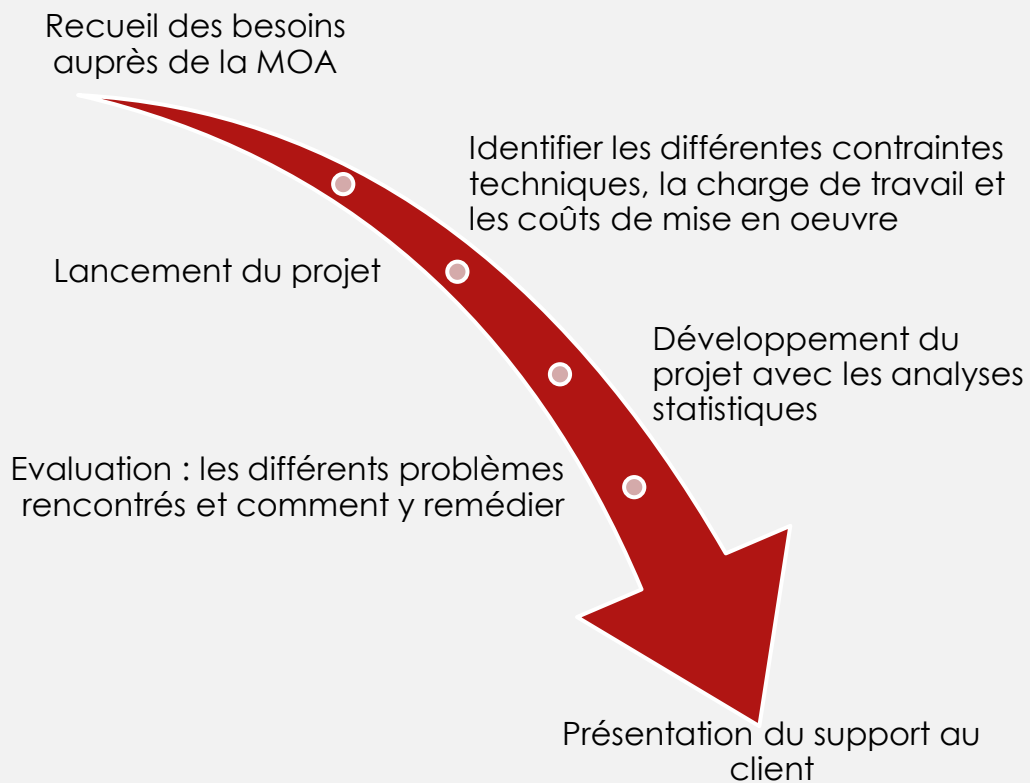 Recueil des besoins
auprès de la MOA
Identifier les différentes contraintes
techniques, la charge de travail et
les coûts de mise en oeuvre
Lancement du projet
Développement du
projet avec les analyses
statistiques
Evaluation : les différents problèmes
rencontrés et comment y remédier
Présentation du support au
client